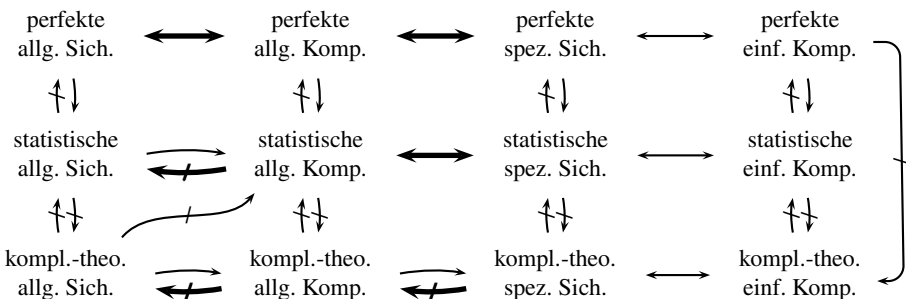 perfekte perfekte perfekte perfekte
allg. Sich. allg. Komp. spez. Sich. einf. Komp.
statistische statistische statistische statistische
allg. Sich. allg. Komp. spez. Sich. einf. Komp.
kompl.-theo. kompl.-theo. kompl.-theo. kompl.-theo.
allg. Sich. allg. Komp. spez. Sich. einf. Komp.